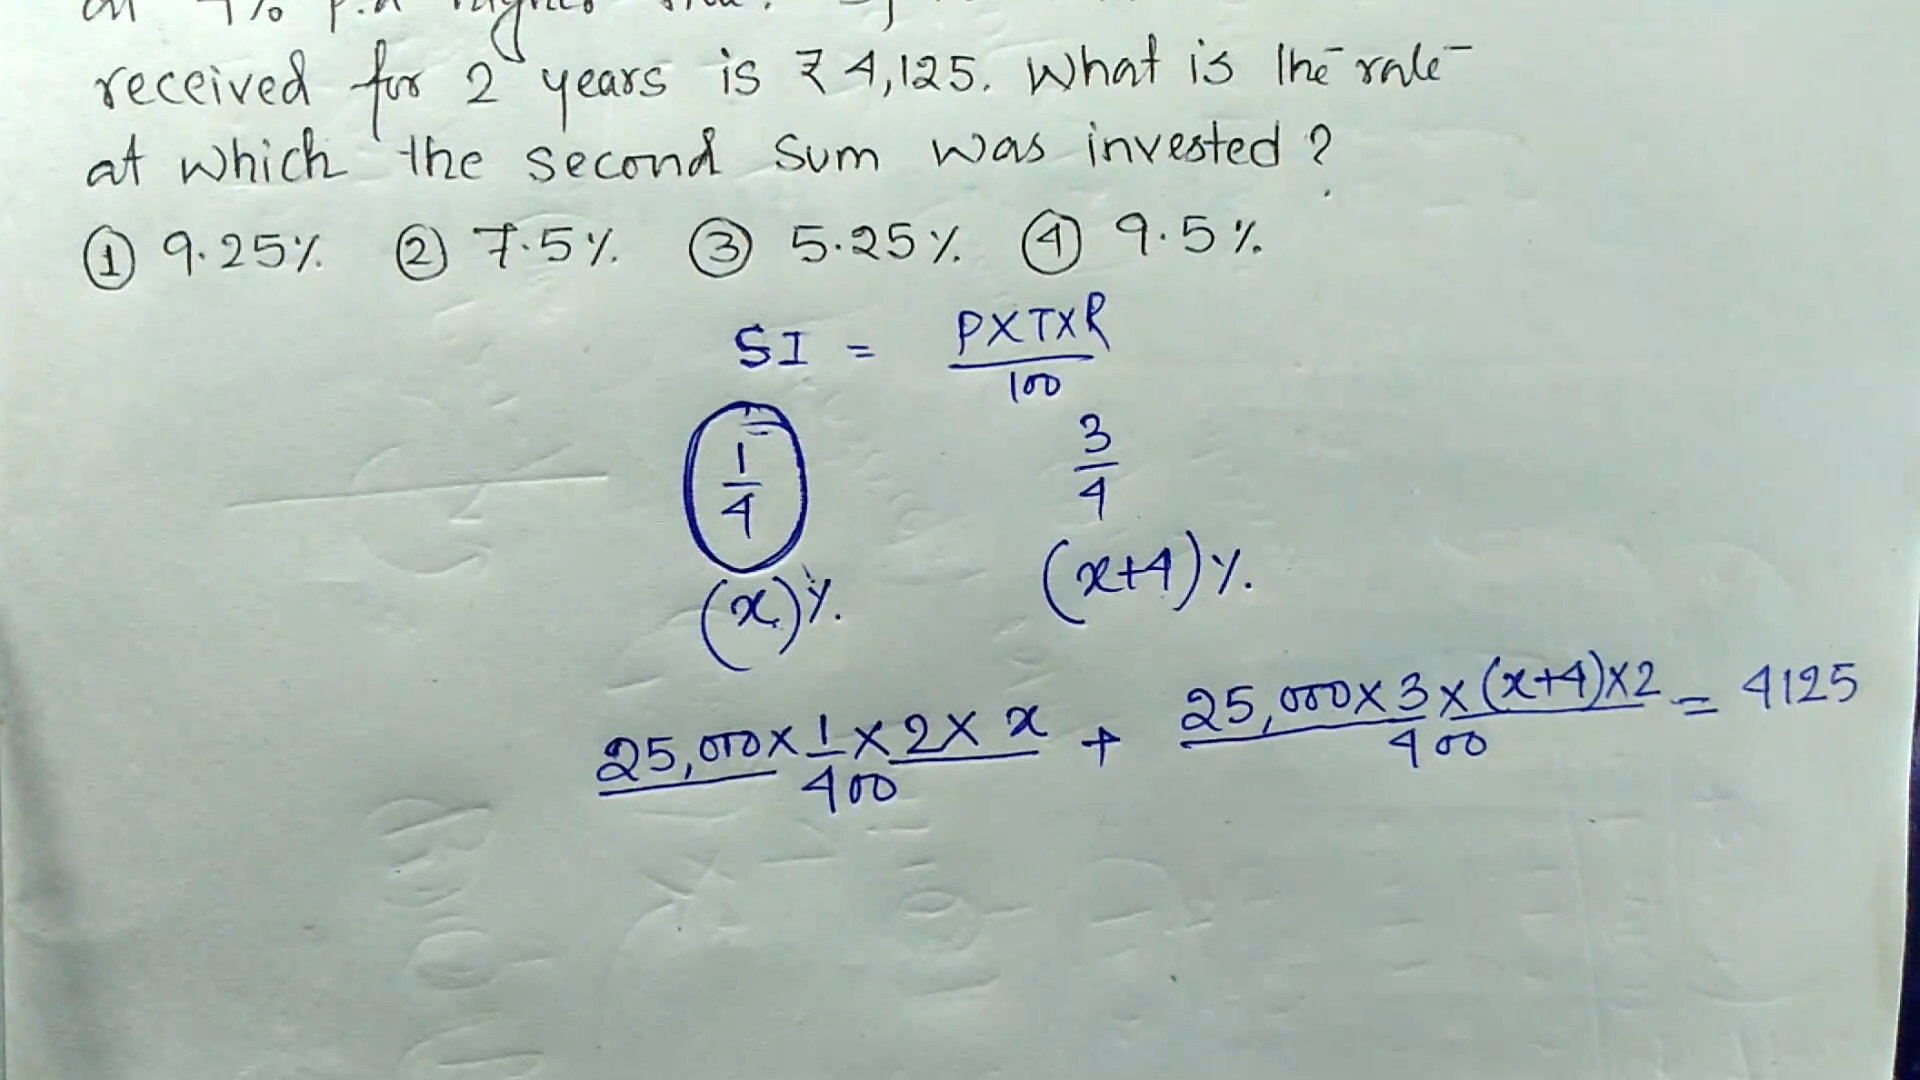 received for 2 years is ₹4,125. What is the rate
at which the second sum was invested?
① 9.25% ② 7.5% ③ 5.25% ④ 9.5%
SI = P×T×R/100
1/4 3/4
(x)% (x+4)%
25,000×1×2×x/400 + 25,000×3×(x+4)×2/400 = 4125